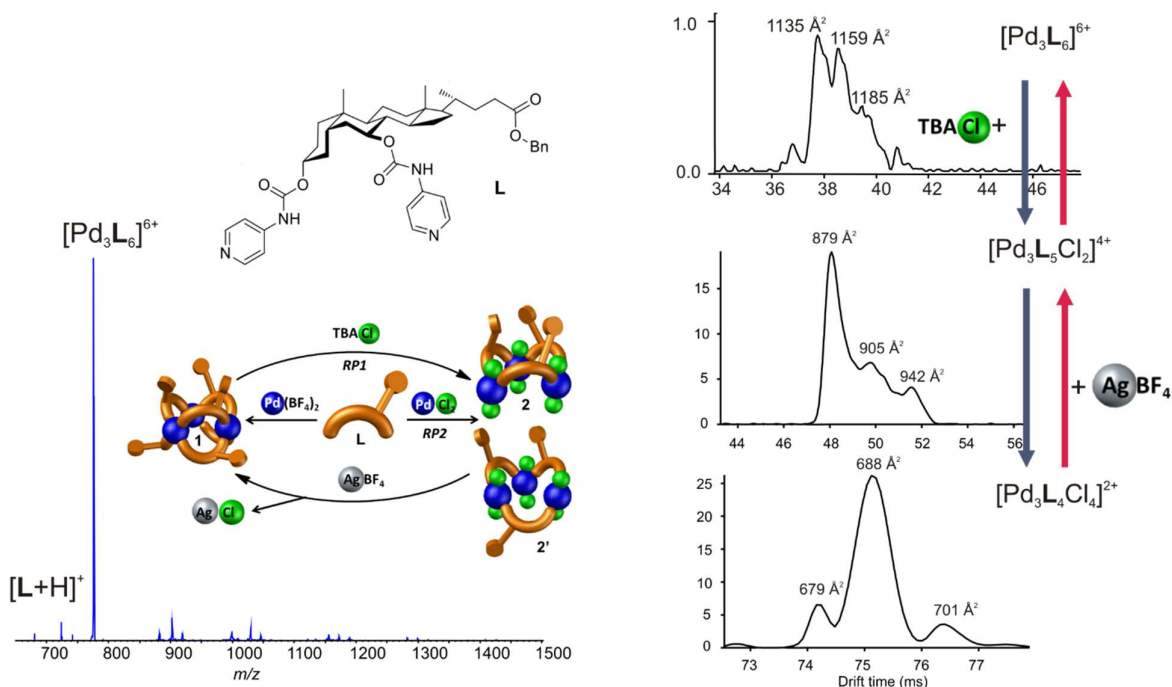 O
O
Bn
O
O
N
H
O
O
NH
N
N
L
[Pd3L6]6+
TBA Cl
RP1
Pd (BF4)2
Pd Cl2
1
L
RP2
2
Ag BF4
Ag Cl
2'
[L+H]+
700 800 900 1000 1100 1200 1300 1400 1500
m/z
1135 Å2
1159 Å2
1185 Å2
1.0
0.0
34 36 38 40 42 44 46
[Pd3L6]6+
TBA Cl +
879 Å2
905 Å2
942 Å2
15
10
5
0
44 46 48 50 52 54 56
[Pd3L5Cl2]4+
+ Ag BF4
688 Å2
679 Å2
701 Å2
25
20
15
10
5
0
73 74 75 76 77
Drift time (ms)
[Pd3L4Cl4]2+